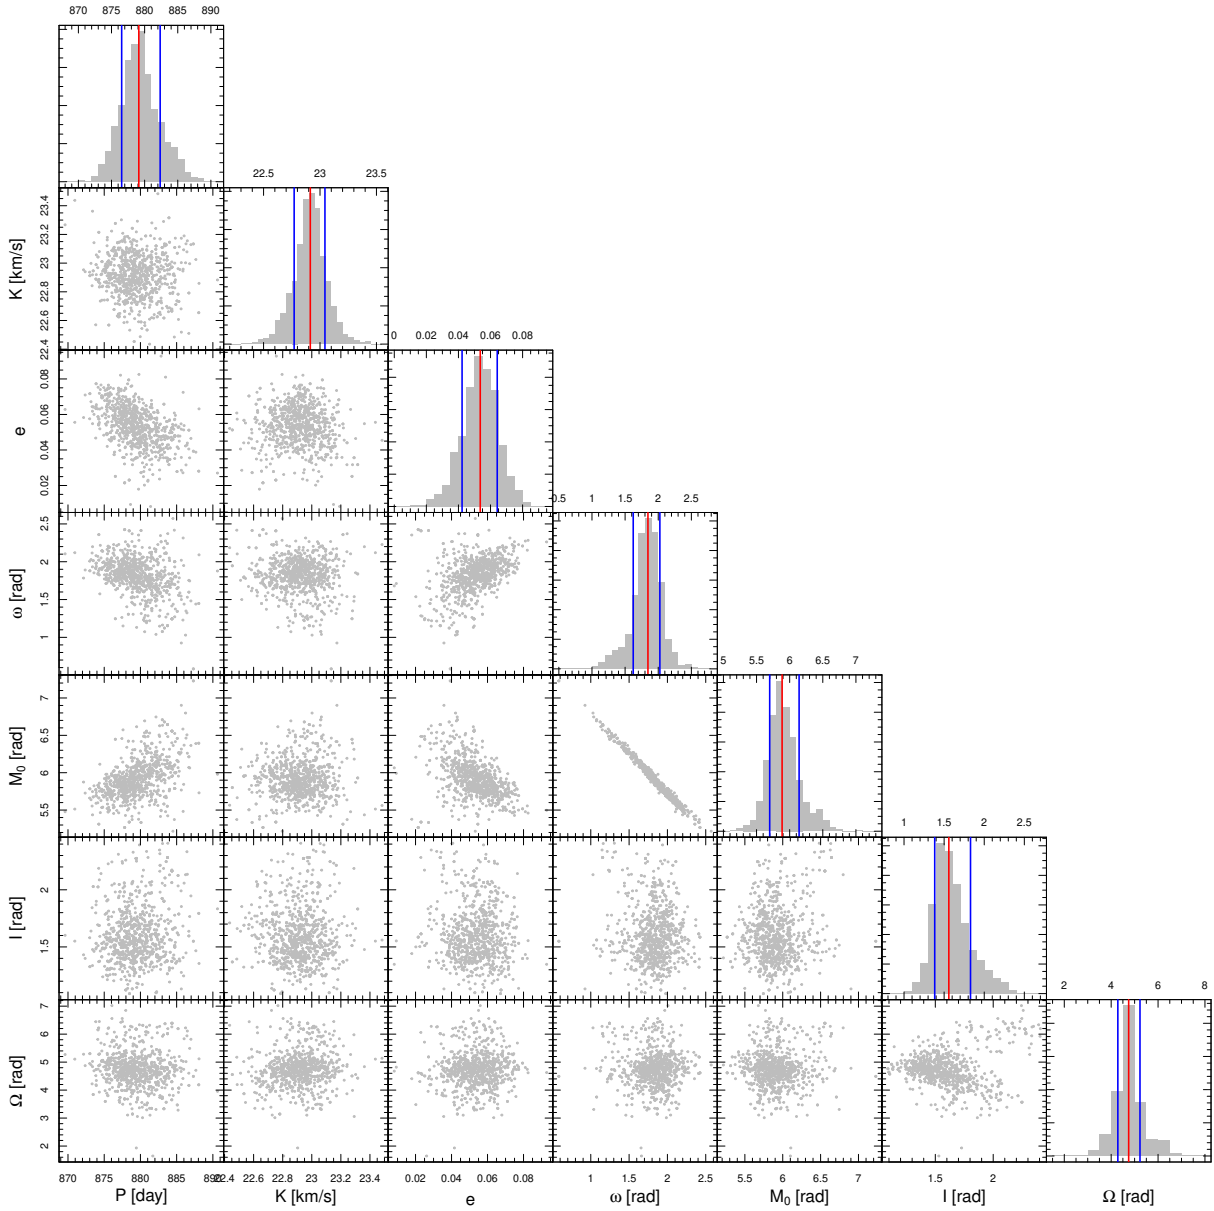 870 875 880 885 890
22.5 23 23.5
K [km/s]
22.4 22.6 22.8 23 23.2 23.4
0 0.02 0.04 0.06 0.08
e
0.02 0.04 0.06 0.08
0.5 1 1.5 2 2.5
ω [rad]
1 1.5 2 2.5
5 5.5 6 6.5 7
M₀ [rad]
5.5 6 6.5 7
1 1.5 2 2.5
I [rad]
1.5 2
2 4 6 8
Ω [rad]
2 3 4 5 6 7
870 875 880 885 890
22.4 22.6 22.8 23 23.2 23.4
0.02 0.04 0.06 0.08
1 1.5 2 2.5
5.5 6 6.5 7
1.5 2
P [day]
K [km/s]
e
ω [rad]
M₀ [rad]
I [rad]
Ω [rad]